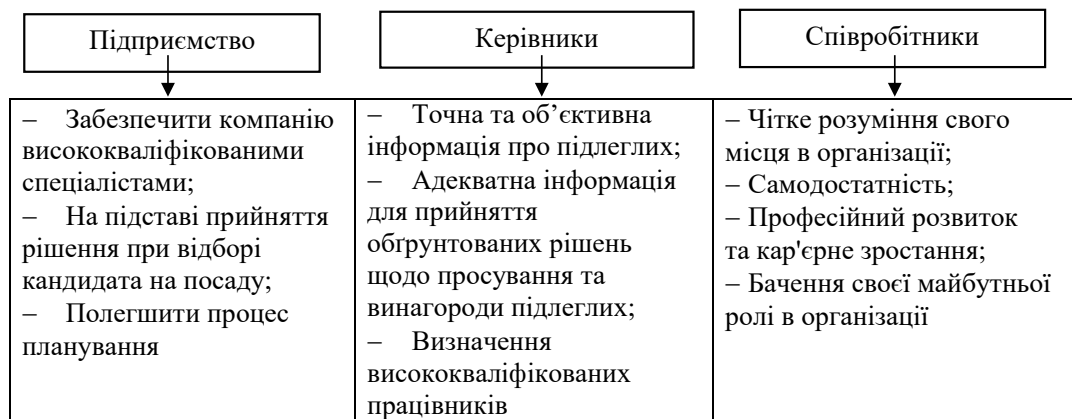 Підприємство
Керівники
Співробітники
– Забезпечити компанію
висококваліфікованими
спеціалістами;
– На підставі прийняття
рішення при відборі
кандидата на посаду;
– Полегшити процес
планування
– Точна та об’єктивна
інформація про підлеглих;
– Адекватна інформація
для прийняття
обґрунтованих рішень
щодо просування та
винагороди підлеглих;
– Визначення
висококваліфікованих
працівників
– Чітке розуміння свого
місця в організації;
– Самодостатність;
– Професійний розвиток
та кар'єрне зростання;
– Бачення своєї майбутньої
ролі в організації